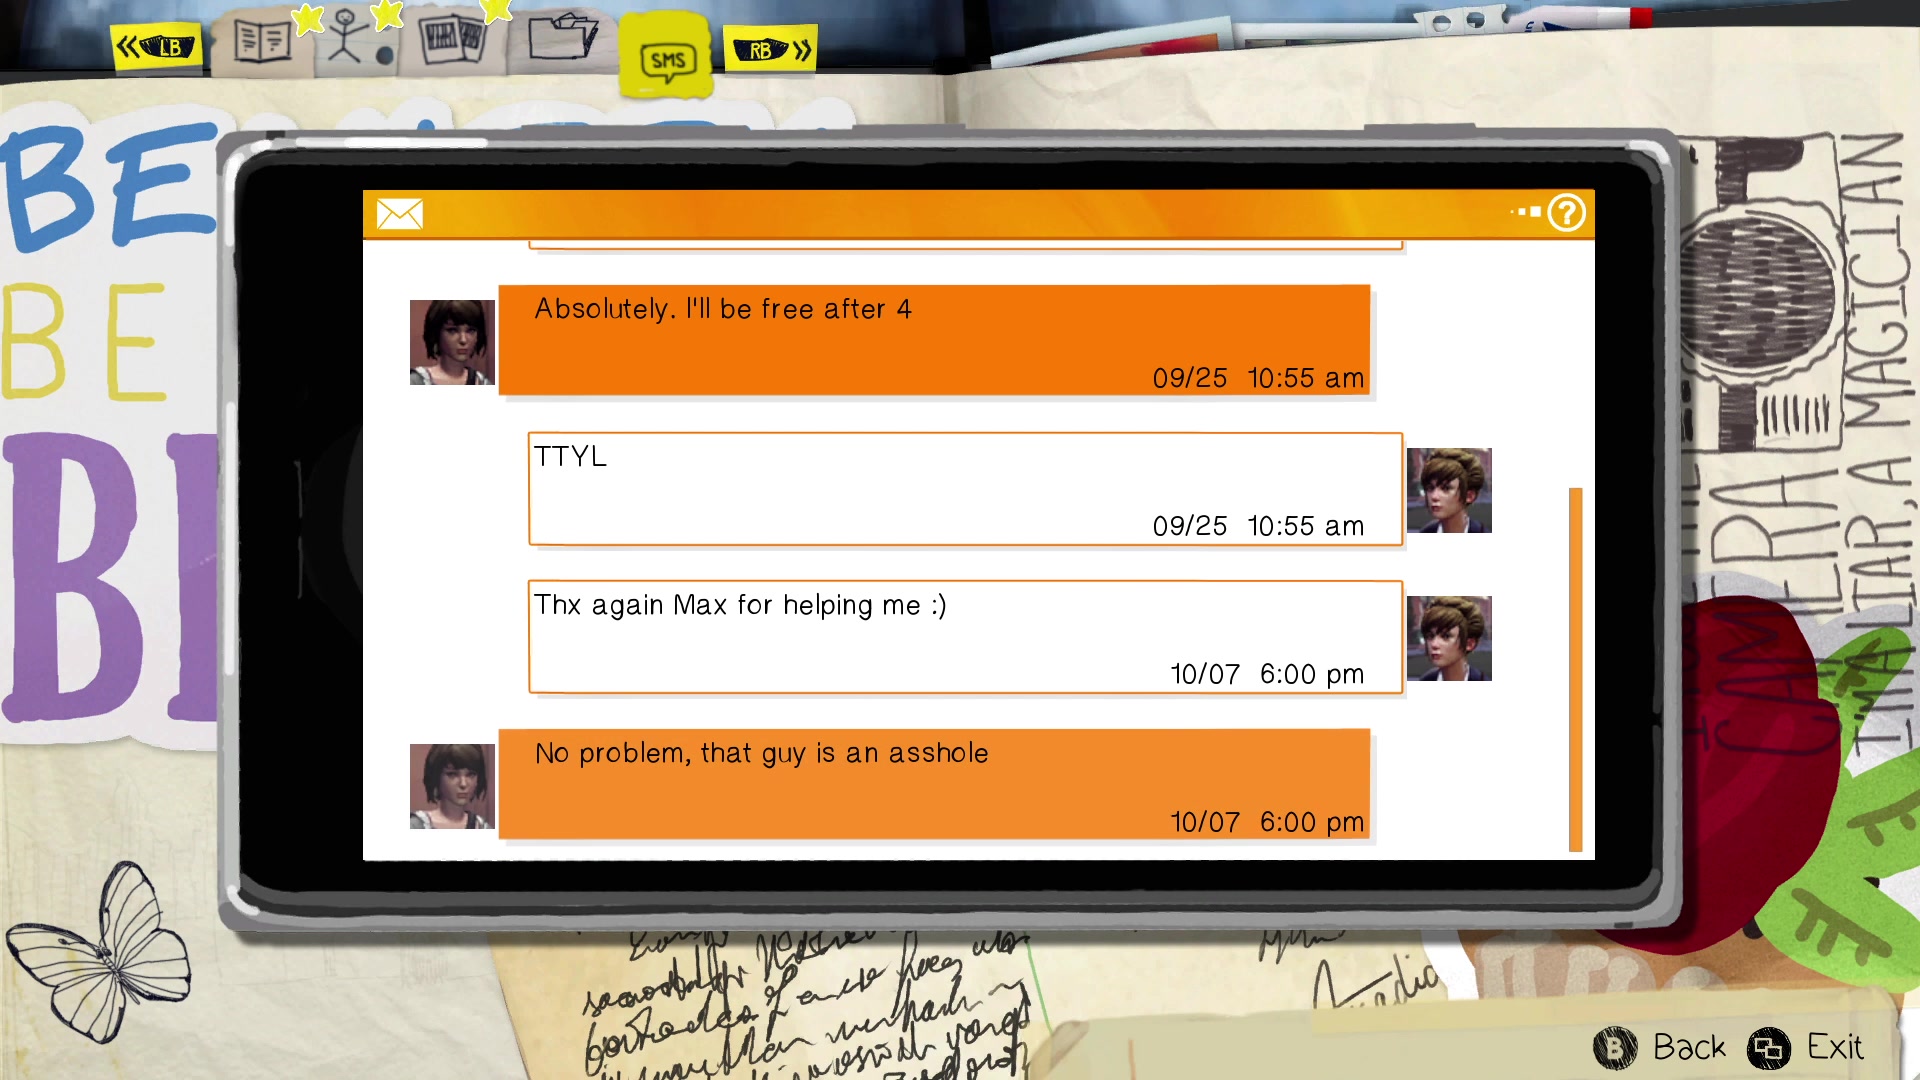 LB
SMS
RB
BE
BE
Absolutely. I'll be free after 4
09/25 10:55 am
TTYL
09/25 10:55 am
Thx again Max for helping me :)
10/07 6:00 pm
No problem, that guy is an asshole
10/07 6:00 pm
CAMERA
I'M A LIAR, A MAGICIAN
B Back
Exit